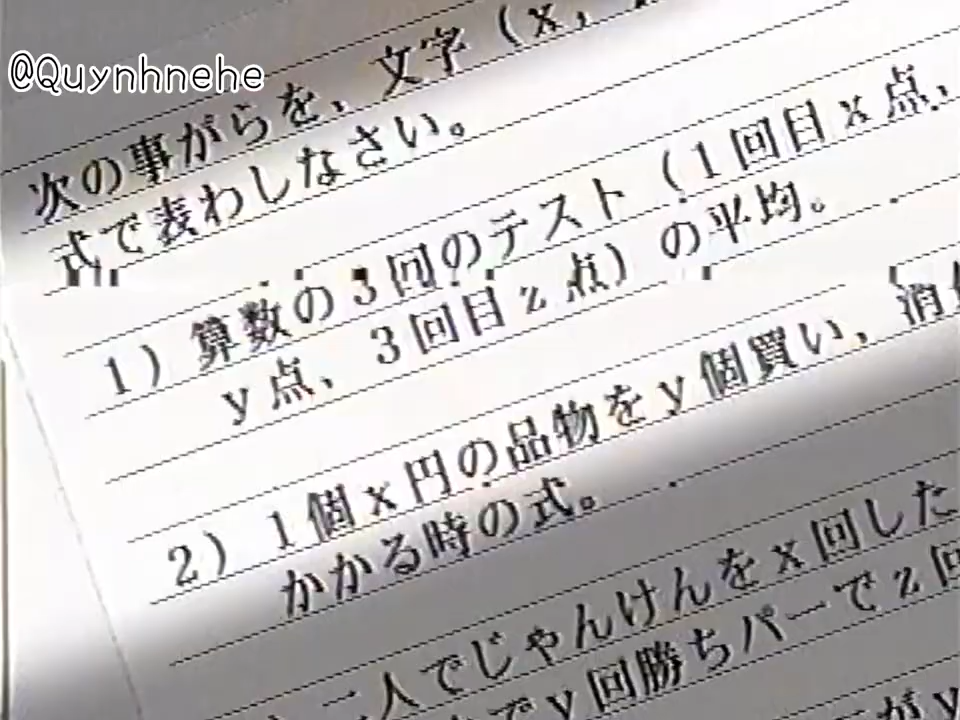 @Quynhnehe
次の事がらを、文字（x,
式で表わしなさい。
1）算数の3回のテスト（1回目x点、
y点、3回目z点）の平均。
2）1個x円の品物をy個買い、消
かかる時の式。
人でじゃんけんをx回した
でy回勝ちパーでz回
がy